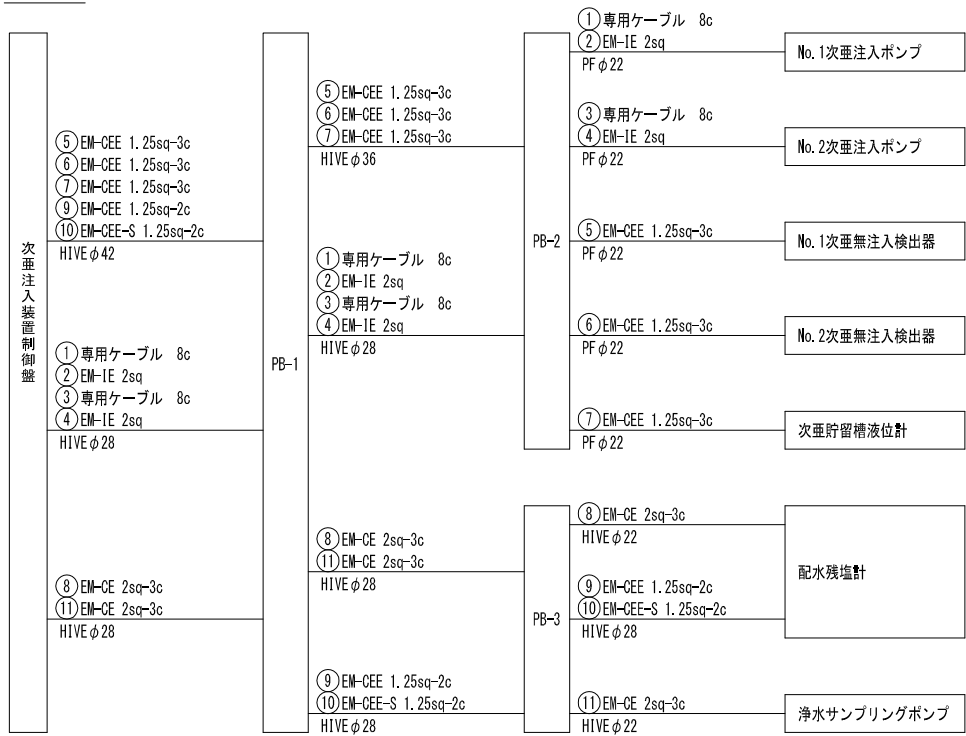 次亜注入装置制御盤
⑤EM-CEE 1.25sq-3c
⑥EM-CEE 1.25sq-3c
⑦EM-CEE 1.25sq-3c
⑨EM-CEE 1.25sq-2c
⑩EM-CEE-S 1.25sq-2c
HIVEφ42
①専用ケーブル 8c
②EM-IE 2sq
③専用ケーブル 8c
④EM-IE 2sq
HIVEφ28
⑧EM-CE 2sq-3c
⑪EM-CE 2sq-3c
HIVEφ28
PB-1
⑤EM-CEE 1.25sq-3c
⑥EM-CEE 1.25sq-3c
⑦EM-CEE 1.25sq-3c
HIVEφ36
①専用ケーブル 8c
②EM-IE 2sq
③専用ケーブル 8c
④EM-IE 2sq
HIVEφ28
⑧EM-CE 2sq-3c
⑪EM-CE 2sq-3c
HIVEφ28
⑨EM-CEE 1.25sq-2c
⑩EM-CEE-S 1.25sq-2c
HIVEφ28
PB-2
①専用ケーブル 8c
②EM-IE 2sq
PFφ22
No.1次亜注入ポンプ
③専用ケーブル 8c
④EM-IE 2sq
PFφ22
No.2次亜注入ポンプ
⑤EM-CEE 1.25sq-3c
PFφ22
No.1次亜無注入検出器
⑥EM-CEE 1.25sq-3c
PFφ22
No.2次亜無注入検出器
⑦EM-CEE 1.25sq-3c
PFφ22
次亜貯留槽液位計
PB-3
⑧EM-CE 2sq-3c
HIVEφ22
⑨EM-CEE 1.25sq-2c
⑩EM-CEE-S 1.25sq-2c
HIVEφ28
配水残塩計
⑪EM-CE 2sq-3c
HIVEφ22
浄水サンプリングポンプ